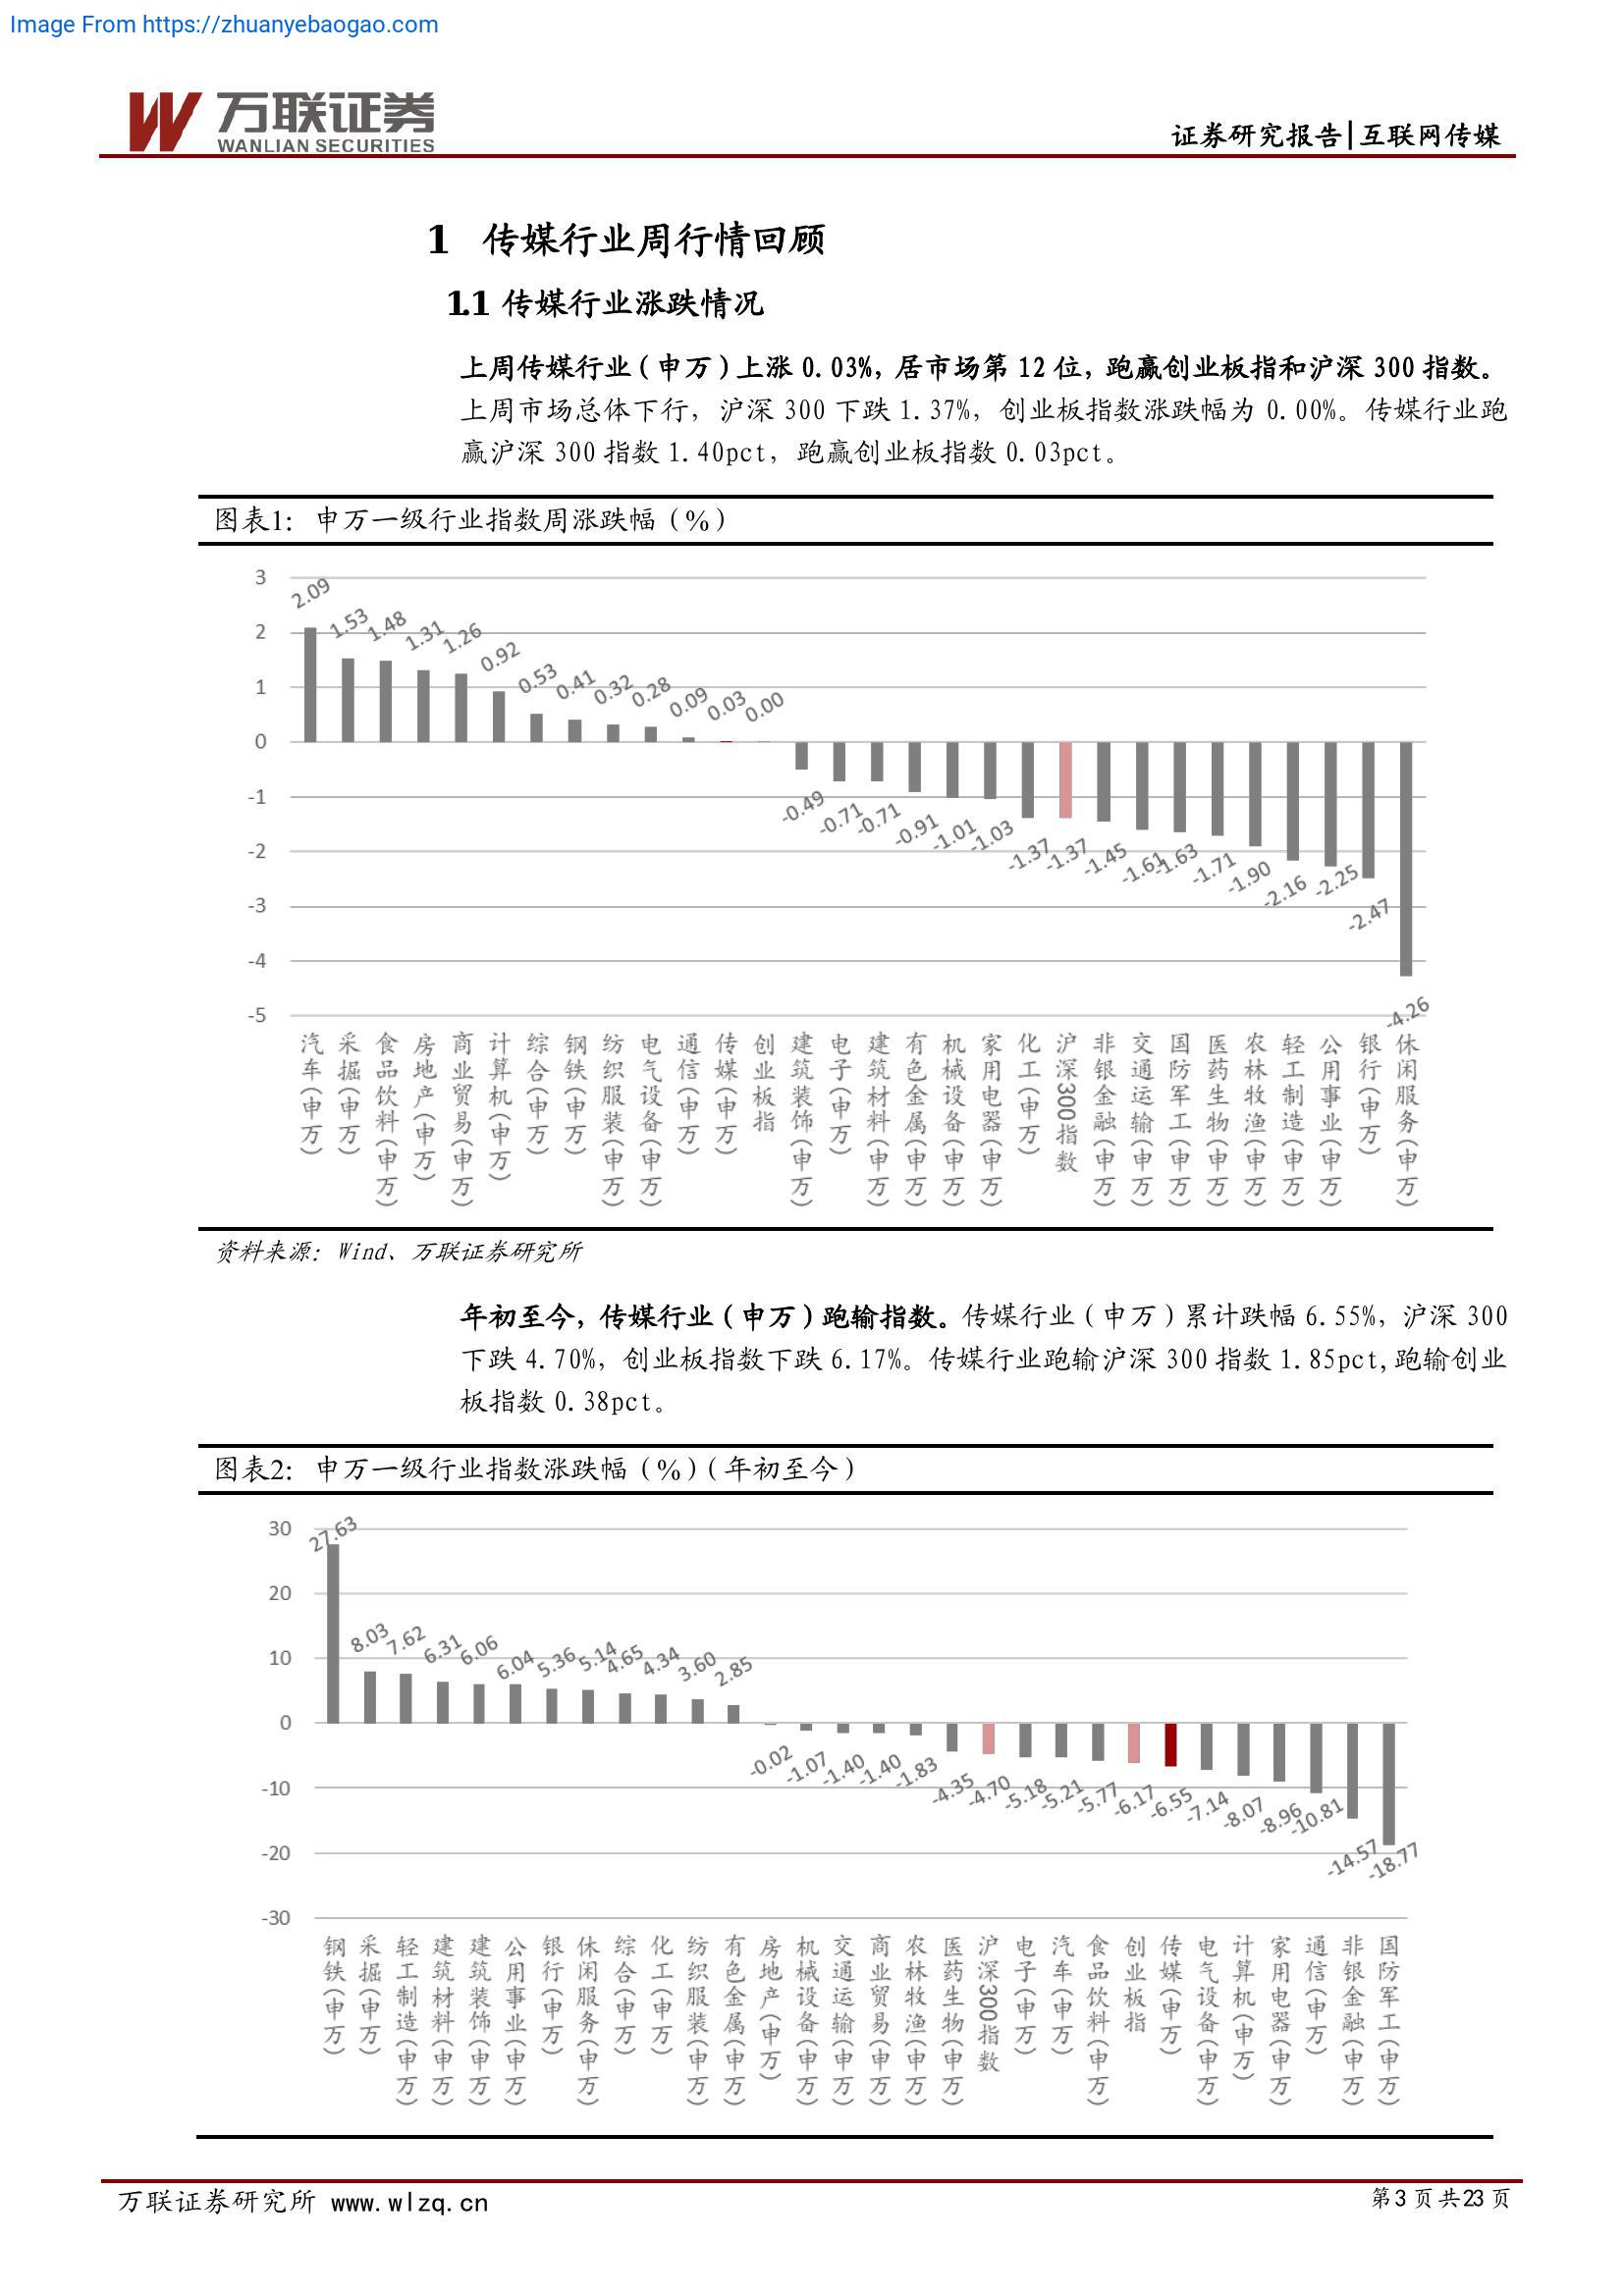 Image From https://zhuanyebaogao.com
万联证券
WANLIAN SECURITIES
证券研究报告|互联网传媒
1 传媒行业周行情回顾
1.1 传媒行业涨跌情况
上周传媒行业（申万）上涨 0.03%，居市场第 12 位，跑赢创业板指和沪深 300 指数。
上周市场总体下行，沪深 300 下跌 1.37%，创业板指数涨跌幅为 0.00%。传媒行业跑
赢沪深 300 指数 1.40pct，跑赢创业板指数 0.03pct。
图表1：申万一级行业指数周涨跌幅（%）
3
2
1
0
-1
-2
-3
-4
-5
2.09
1.53
1.48
1.31
1.26
0.92
0.53
0.41
0.32
0.28
0.09
0.03
0.00
-0.49
-0.71
-0.71
-0.91
-1.01
-1.03
-1.37
-1.37
-1.45
-1.61
-1.63
-1.71
-1.90
-2.16
-2.25
-2.47
-4.26
汽车(申万)
采掘(申万)
食品饮料(申万)
房地产(申万)
商业贸易(申万)
计算机(申万)
综合(申万)
钢铁(申万)
纺织服装(申万)
电气设备(申万)
通信(申万)
传媒(申万)
创业板指
建筑装饰(申万)
电子(申万)
建筑材料(申万)
有色金属(申万)
机械设备(申万)
家用电器(申万)
化工(申万)
沪深300指数
非银金融(申万)
交通运输(申万)
国防军工(申万)
医药生物(申万)
农林牧渔(申万)
轻工制造(申万)
公用事业(申万)
银行(申万)
休闲服务(申万)
资料来源：Wind、万联证券研究所
年初至今，传媒行业（申万）跑输指数。传媒行业（申万）累计跌幅 6.55%，沪深 300
下跌 4.70%，创业板指数下跌 6.17%。传媒行业跑输沪深 300 指数 1.85pct,跑输创业
板指数 0.38pct。
图表2：申万一级行业指数涨跌幅（%）（年初至今）
30
20
10
0
-10
-20
-30
27.63
8.03
7.62
6.31
6.06
6.04
5.36
5.14
4.65
4.34
3.60
2.85
-0.02
-1.07
-1.40
-1.40
-1.83
-4.35
-4.70
-5.18
-5.21
-5.77
-6.17
-6.55
-7.14
-8.07
-8.96
-10.81
-14.57
-18.77
钢铁(申万)
采掘(申万)
轻工制造(申万)
建筑材料(申万)
建筑装饰(申万)
公用事业(申万)
银行(申万)
休闲服务(申万)
综合(申万)
化工(申万)
纺织服装(申万)
有色金属(申万)
房地产(申万)
机械设备(申万)
交通运输(申万)
商业贸易(申万)
农林牧渔(申万)
医药生物(申万)
沪深300指数
电子(申万)
汽车(申万)
食品饮料(申万)
创业板指
传媒(申万)
电气设备(申万)
计算机(申万)
家用电器(申万)
通信(申万)
非银金融(申万)
国防军工(申万)
万联证券研究所 www.wlzq.cn
第 3 页 共 23 页